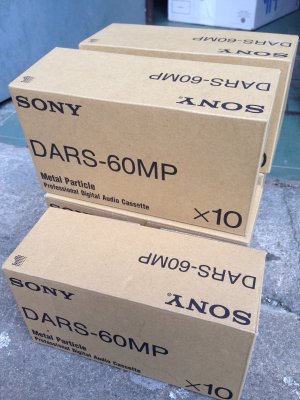 DARS-60MP
SONY
DARS-60MP
SONY
DARS-60MP
Metal Particle
Professional Digital Audio Cassette
×10
DARS-60MP
SONY
SONY
DARS-60MP
Metal Particle
Professional Digital Audio Cassette
×10